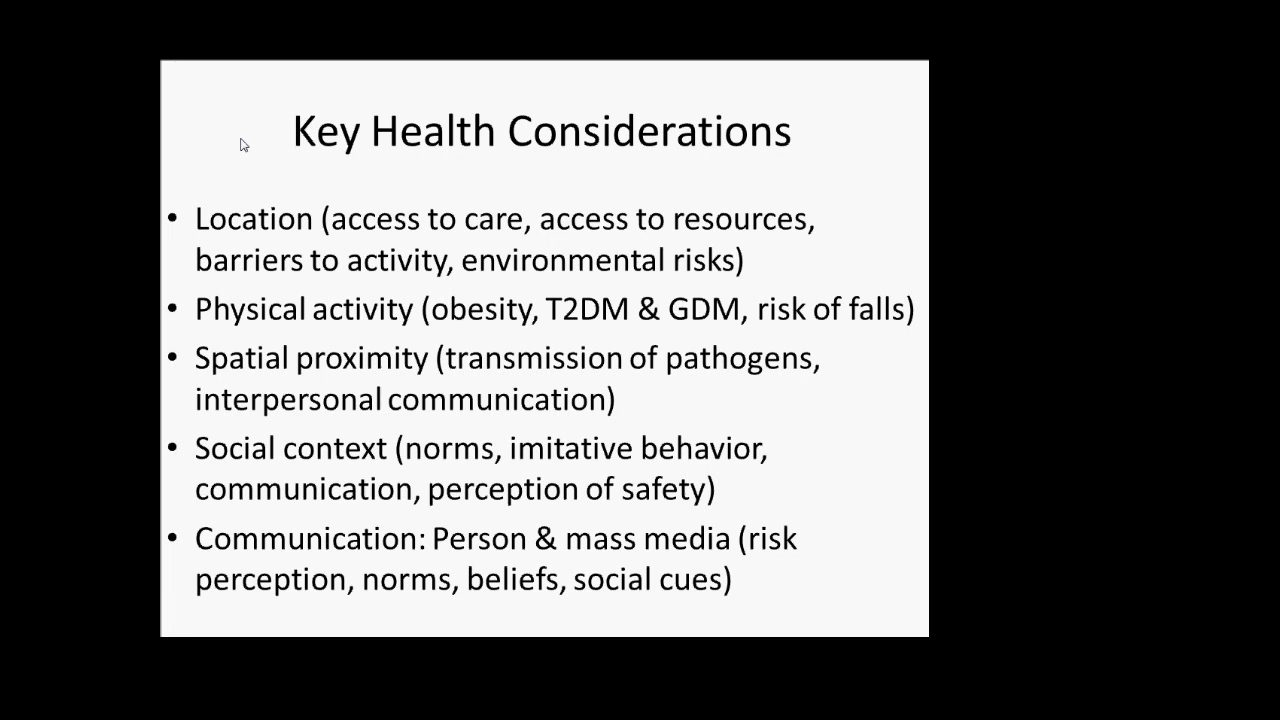 Key Health Considerations
• Location (access to care, access to resources,
barriers to activity, environmental risks)
• Physical activity (obesity, T2DM & GDM, risk of falls)
• Spatial proximity (transmission of pathogens,
interpersonal communication)
• Social context (norms, imitative behavior,
communication, perception of safety)
• Communication: Person & mass media (risk
perception, norms, beliefs, social cues)